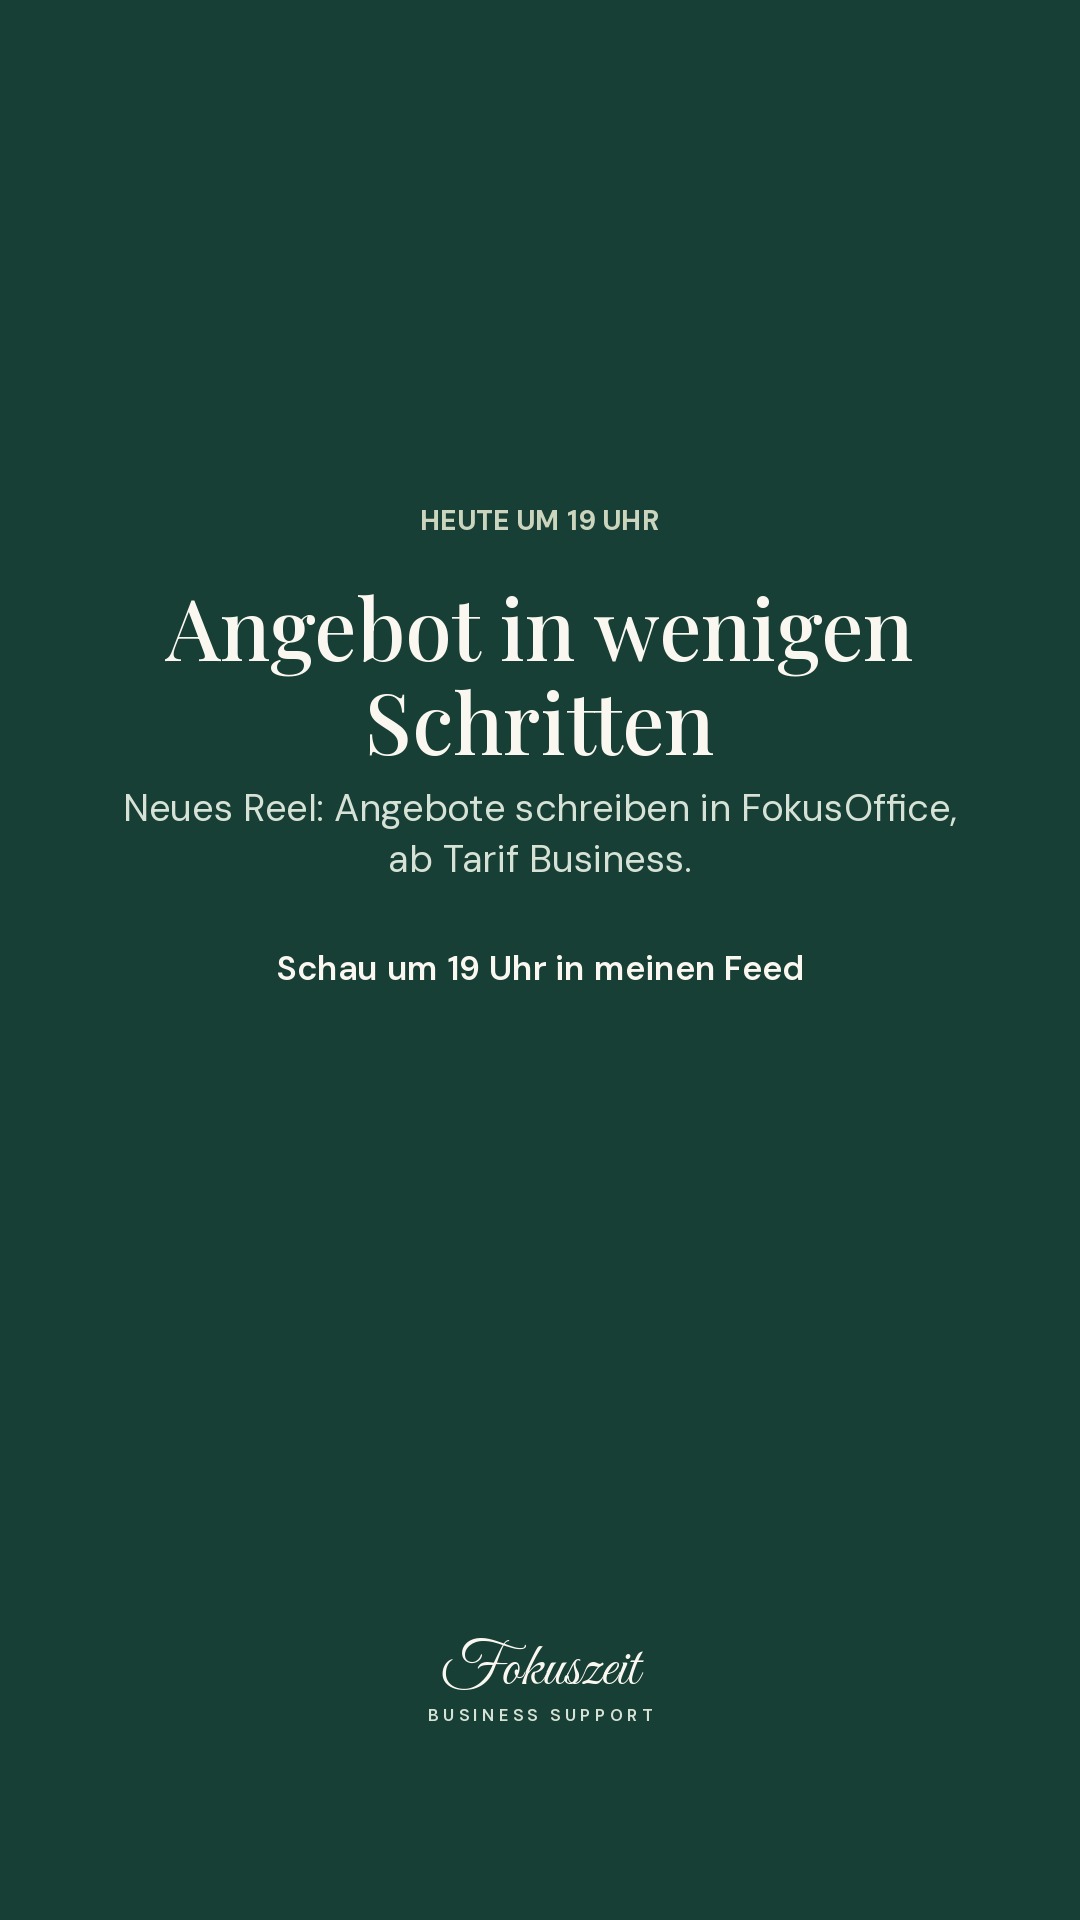 HEUTE UM 19 UHR
Angebot in wenigen
Schritten
Neues Reel: Angebote schreiben in FokusOffice,
ab Tarif Business.
Schau um 19 Uhr in meinen Feed
Fokuszeit
BUSINESS SUPPORT